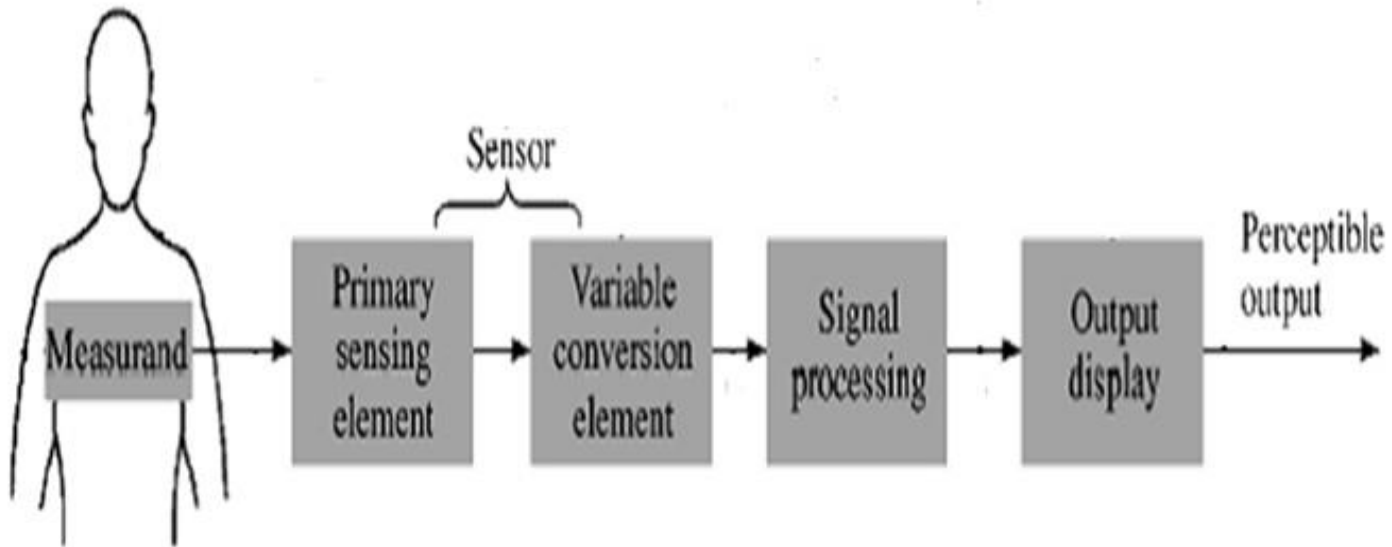 Sensor
Measurand
Primary
sensing
element
Variable
conversion
element
Signal
processing
Output
display
Perceptible
output